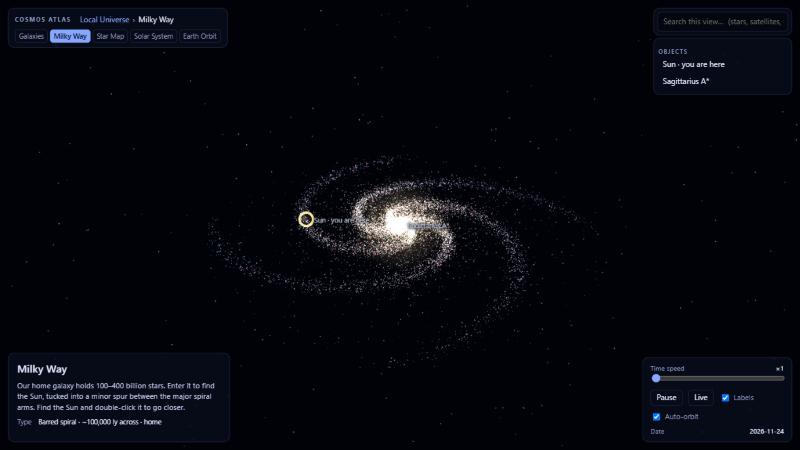 COSMOS ATLAS Local Universe › Milky Way
Galaxies Milky Way Star Map Solar System Earth Orbit
Search this view... (stars, satellites,
OBJECTS
Sun · you are here
Sagittarius A*
Sun · you are
Milky Way
Our home galaxy holds 100–400 billion stars. Enter it to find
the Sun, tucked into a minor spur between the major spiral
arms. Find the Sun and double-click it to go closer.
Type Barred spiral · ~100,000 ly across · home
Time speed ×1
Pause Live Labels
Auto-orbit
Date 2026-11-24